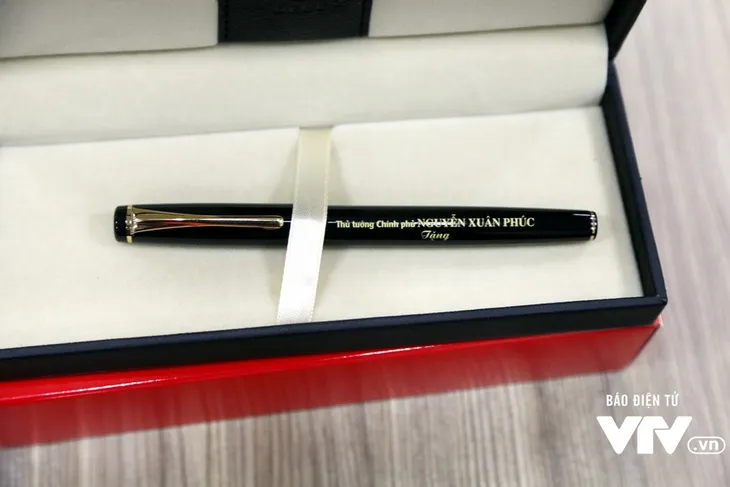 Thủ tướng Chính phủ NGUYỄN XUÂN PHÚC
Tặng
BÁO ĐIỆN TỬ
VTV.vn